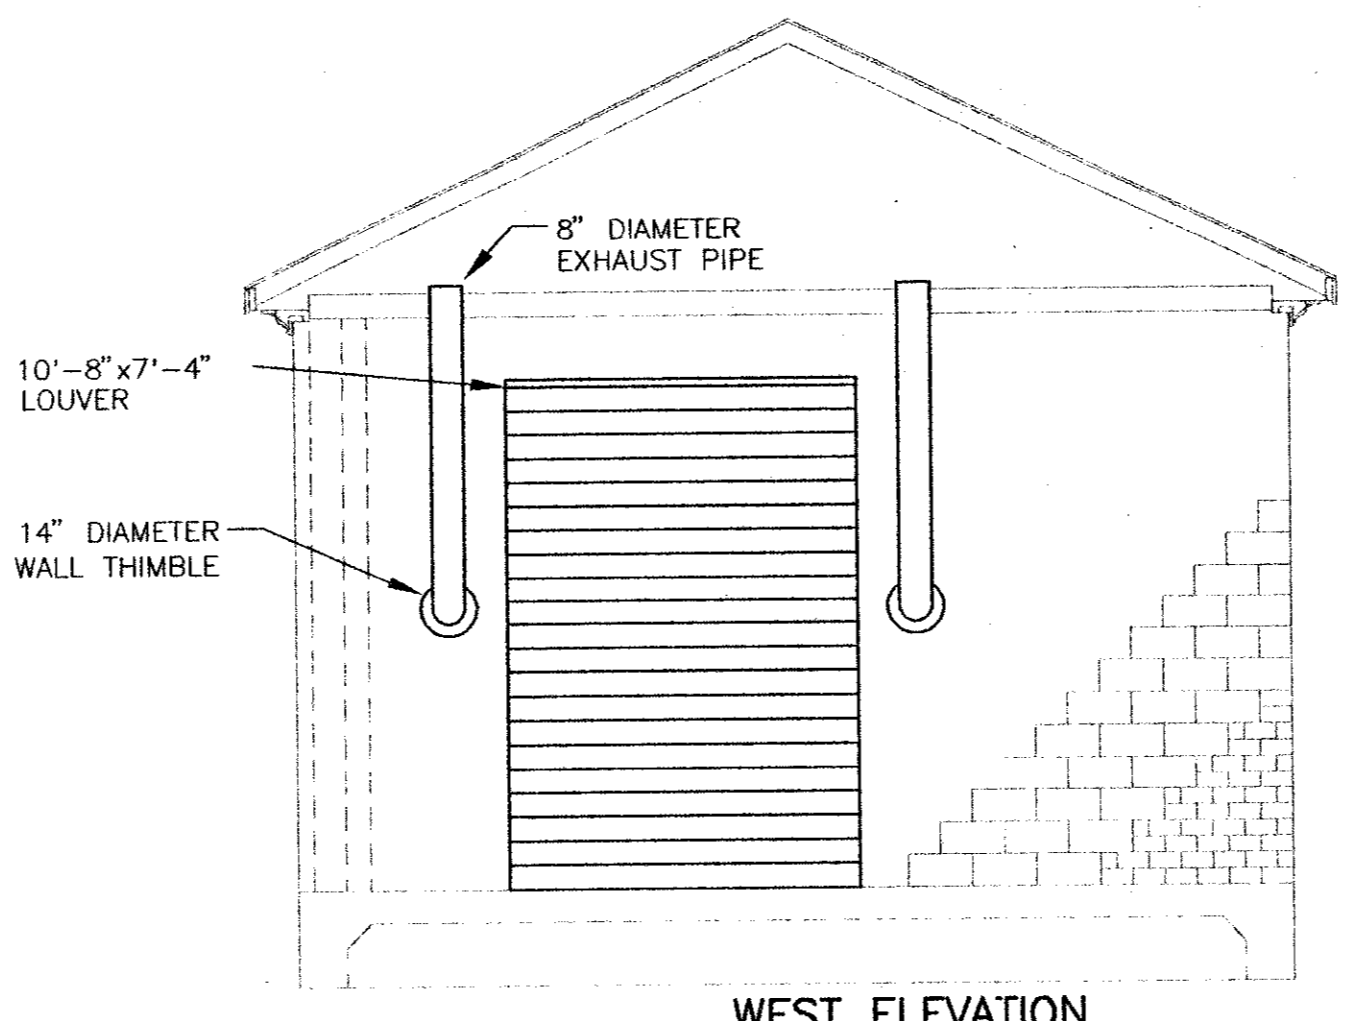 8" DIAMETER
EXHAUST PIPE
10'-8"x7'-4"
LOUVER
14" DIAMETER
WALL THIMBLE
WEST ELEVATION